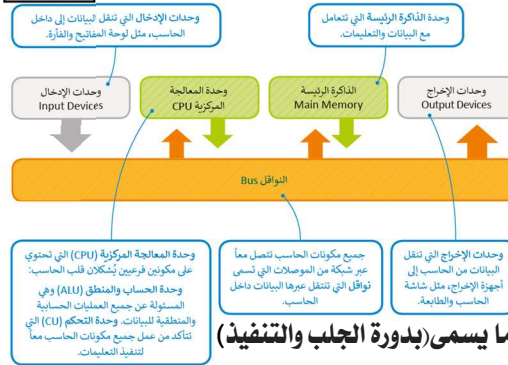 وحدات الإدخال التي تنقل البيانات إلى داخل
الحاسب، مثل لوحة المفاتيح والفأرة.
وحدة الذاكرة الرئيسة التي تتعامل
مع البيانات والتعليمات.
وحدات الإدخال
Input Devices
وحدة المعالجة
المركزية CPU
الذاكرة الرئيسة
Main Memory
وحدات الإخراج
Output Devices
النواقل Bus
وحدة المعالجة المركزية (CPU) التي تحتوي
على مكونين فرعيين يُشكلان قلب الحاسب:
وحدة الحساب والمنطق (ALU) وهي
المسئولة عن جميع العمليات الحسابية
والمنطقية للبيانات. وحدة التحكم (CU) التي
تتأكد من عمل جميع مكونات الحاسب معاً
لتنفيذ التعليمات.
جميع مكونات الحاسب تتصل معاً
عبر شبكة من الموصلات التي تسمى
نواقل التي تنتقل عبرها البيانات داخل
الحاسب.
وحدات الإخراج التي تنقل
البيانات من الحاسب إلى
أجهزة الإخراج، مثل شاشة
الحاسب والطابعة.
ما يسمى(بدورة الجلب والتنفيذ)